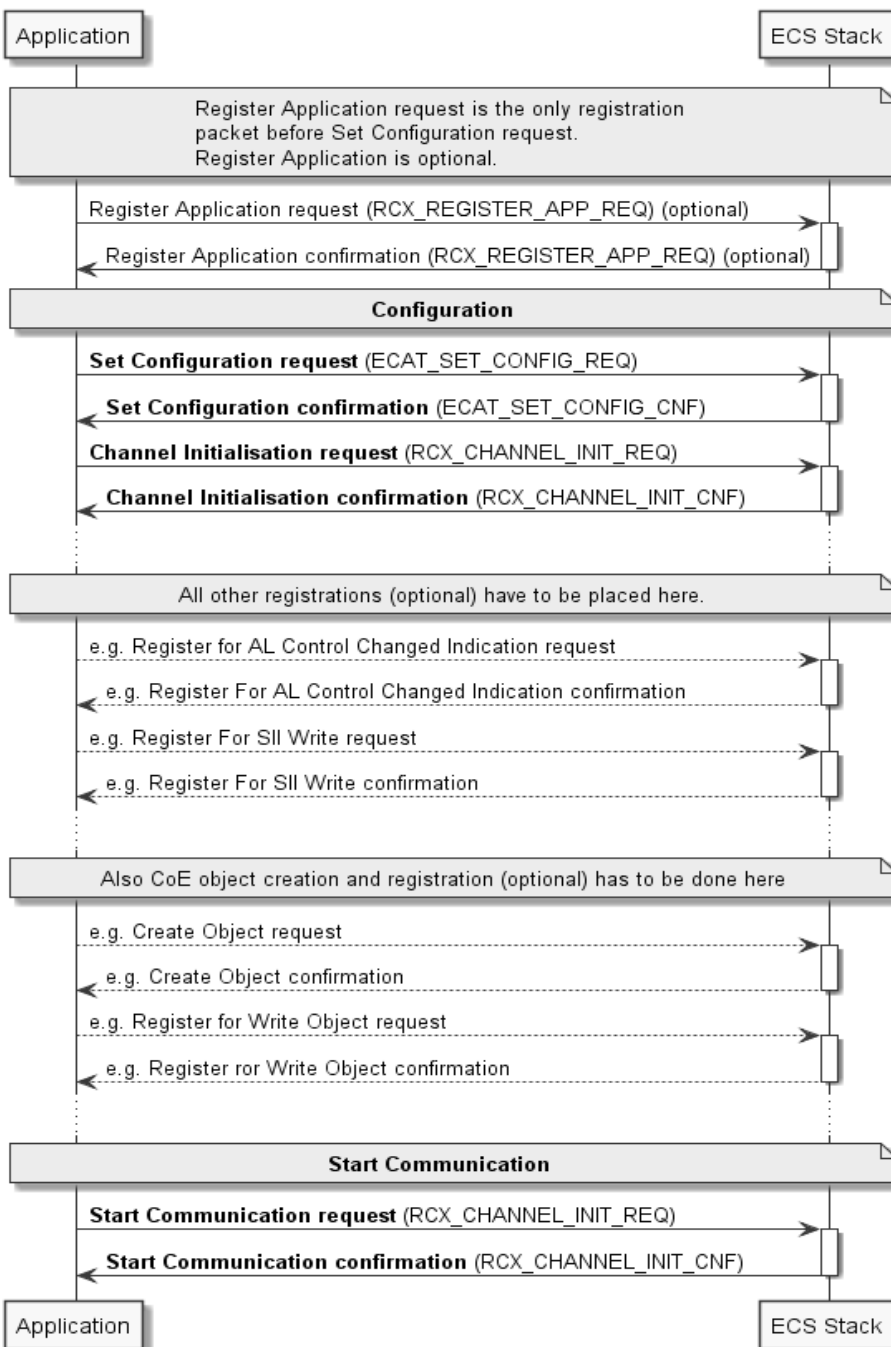 Application
ECS Stack
Register Application request is the only registration
packet before Set Configuration request.
Register Application is optional.
Register Application request (RCX_REGISTER_APP_REQ) (optional)
Register Application confirmation (RCX_REGISTER_APP_REQ) (optional)
Configuration
Set Configuration request (ECAT_SET_CONFIG_REQ)
Set Configuration confirmation (ECAT_SET_CONFIG_CNF)
Channel Initialisation request (RCX_CHANNEL_INIT_REQ)
Channel Initialisation confirmation (RCX_CHANNEL_INIT_CNF)
All other registrations (optional) have to be placed here.
e.g. Register for AL Control Changed Indication request
e.g. Register For AL Control Changed Indication confirmation
e.g. Register For SII Write request
e.g. Register For SII Write confirmation
Also CoE object creation and registration (optional) has to be done here
e.g. Create Object request
e.g. Create Object confirmation
e.g. Register for Write Object request
e.g. Register ror Write Object confirmation
Start Communication
Start Communication request (RCX_CHANNEL_INIT_REQ)
Start Communication confirmation (RCX_CHANNEL_INIT_CNF)
Application
ECS Stack